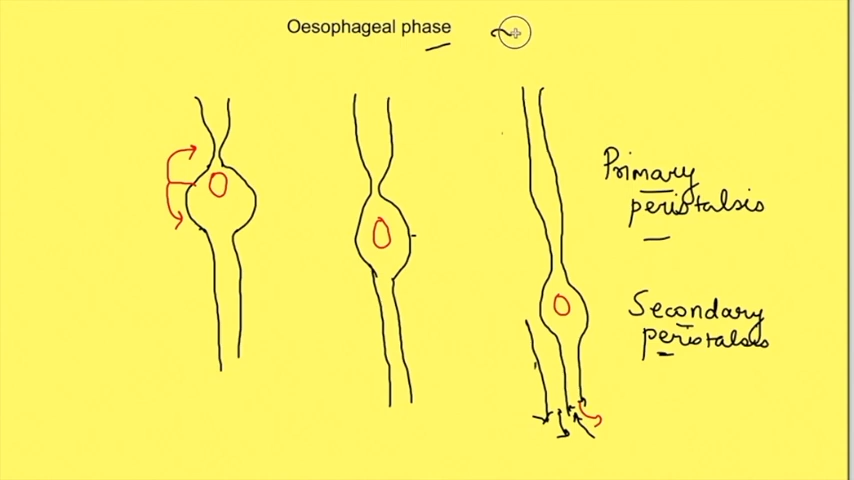 Oesophageal phase
Primary
peristalsis
Secondary
peristalsis